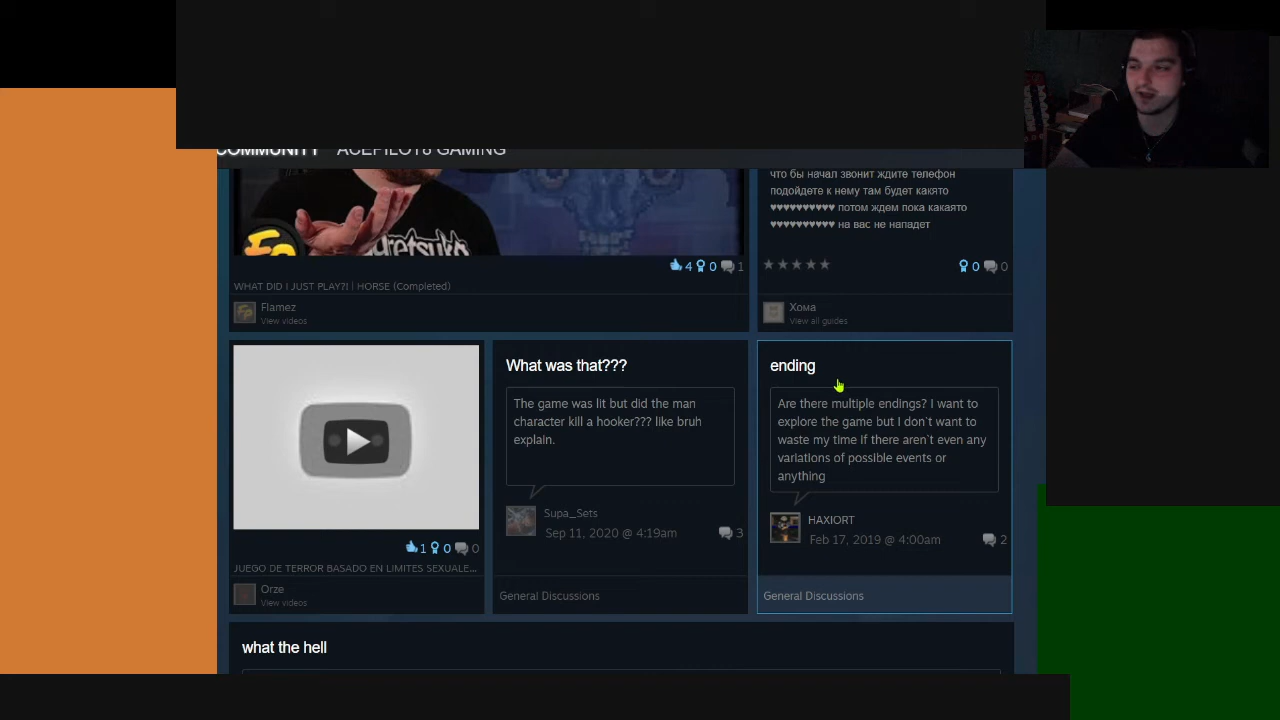 COMMUNITY ACEPILOT8 GAMING
FP
gretsuko
4 0 1
WHAT DID I JUST PLAY?! | HORSE (Completed)
Flamez
View videos
что бы начал звонит ждите телефон
подойдете к нему там будет какято
♥♥♥♥♥♥♥♥♥♥ потом ждем пока какаято
♥♥♥♥♥♥♥♥♥♥ на вас не нападет
0 0
Хома
View all guides
1 0 0
JUEGO DE TERROR BASADO EN LIMITES SEXUALE...
Orze
View videos
What was that???
The game was lit but did the man
character kill a hooker??? like bruh
explain.
Supa_Sets
Sep 11, 2020 @ 4:19am
3
General Discussions
ending
Are there multiple endings? I want to
explore the game but I don`t want to
waste my time if there aren`t even any
variations of possible events or
anything
HAXIORT
Feb 17, 2019 @ 4:00am
2
General Discussions
what the hell